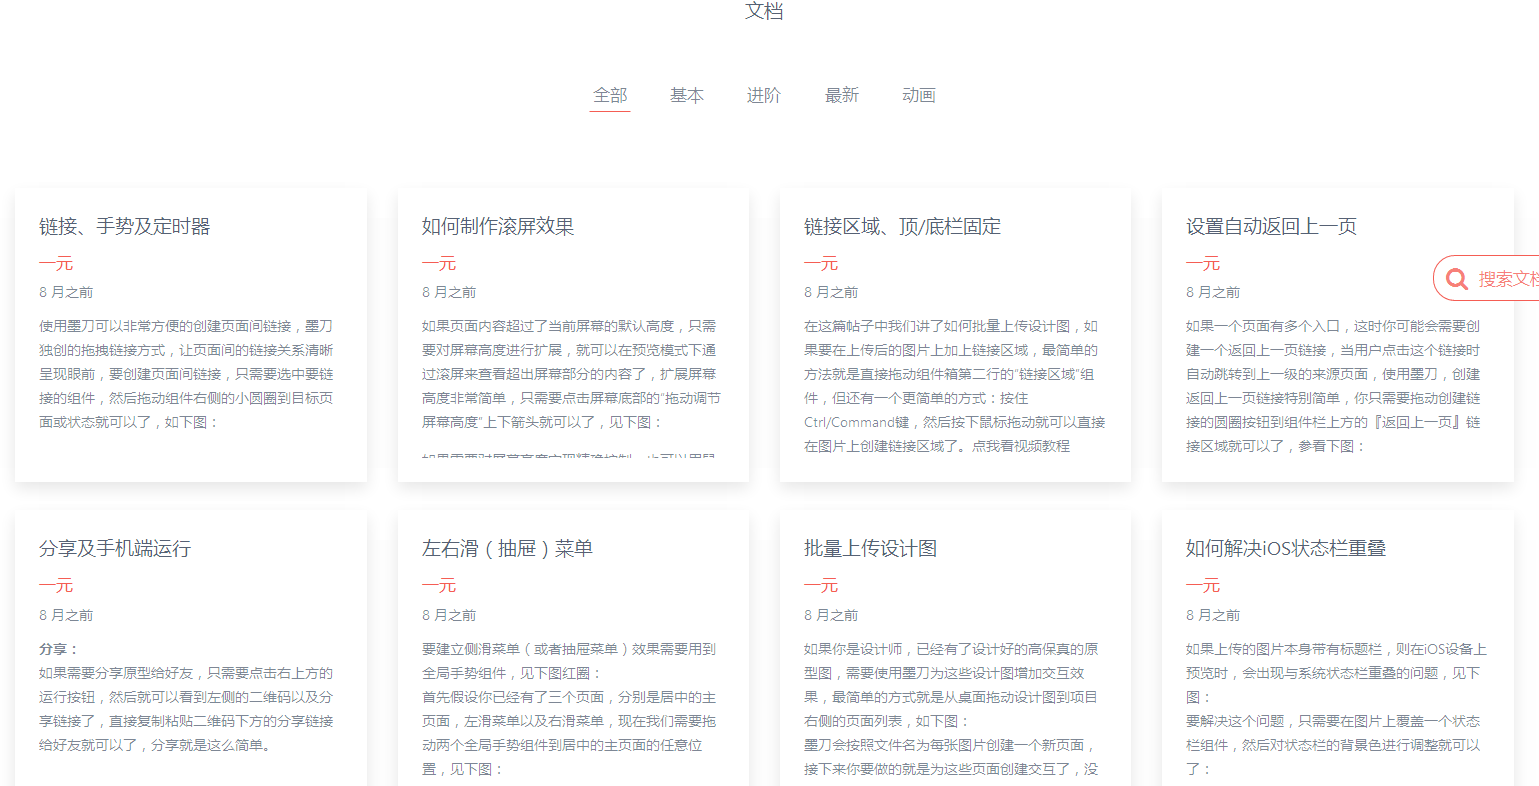 文档
全部
基本
进阶
最新
动画
链接、手势及定时器
一元
8 月之前
使用墨刀可以非常方便的创建页面间链接，墨刀
独创的拖拽链接方式，让页面间的链接关系清晰
呈现眼前，要创建页面间链接，只需要选中要链
接的组件，然后拖动组件右侧的小圆圈到目标页
面或状态就可以了，如下图：
如何制作滚屏效果
一元
8 月之前
如果页面内容超过了当前屏幕的默认高度，只需
要对屏幕高度进行扩展，就可以在预览模式下通
过滚屏来查看超出屏幕部分的内容了，扩展屏幕
高度非常简单，只需要点击屏幕底部的"拖动调节
屏幕高度"上下箭头就可以了，见下图：
链接区域、顶/底栏固定
一元
8 月之前
在这篇帖子中我们讲了如何批量上传设计图，如
果要在上传后的图片上加上链接区域，最简单的
方法就是直接拖动组件箱第二行的"链接区域"组
件，但还有一个更简单的方式：按住
Ctrl/Command键，然后按下鼠标拖动就可以直接
在图片上创建链接区域了。点我看视频教程
设置自动返回上一页
一元
8 月之前
如果一个页面有多个入口，这时你可能会需要创
建一个返回上一页链接，当用户点击这个链接时
自动跳转到上一级的来源页面，使用墨刀，创建
返回上一页链接特别简单，你只需要拖动创建链
接的圆圈按钮到组件栏上方的『返回上一页』链
接区域就可以了，参看下图：
搜索文档
分享及手机端运行
一元
8 月之前
分享：
如果需要分享原型给好友，只需要点击右上方的
运行按钮，然后就可以看到左侧的二维码以及分
享链接了，直接复制粘贴二维码下方的分享链接
给好友就可以了，分享就是这么简单。
左右滑（抽屉）菜单
一元
8 月之前
要建立侧滑菜单（或者抽屉菜单）效果需要用到
全局手势组件，见下图红圈：
首先假设你已经有了三个页面，分别是居中的主
页面，左滑菜单以及右滑菜单，现在我们需要拖
动两个全局手势组件到居中的主页面的任意位
置，见下图：
批量上传设计图
一元
8 月之前
如果你是设计师，已经有了设计好的高保真的原
型图，需要使用墨刀为这些设计图增加交互效
果，最简单的方式就是从桌面拖动设计图到项目
右侧的页面列表，如下图：
墨刀会按照文件名为每张图片创建一个新页面，
接下来你要做的就是为这些页面创建交互了，没
如何解决iOS状态栏重叠
一元
8 月之前
如果上传的图片本身带有标题栏，则在iOS设备上
预览时，会出现与系统状态栏重叠的问题，见下
图：
要解决这个问题，只需要在图片上覆盖一个状态
栏组件，然后对状态栏的背景色进行调整就可以
了：